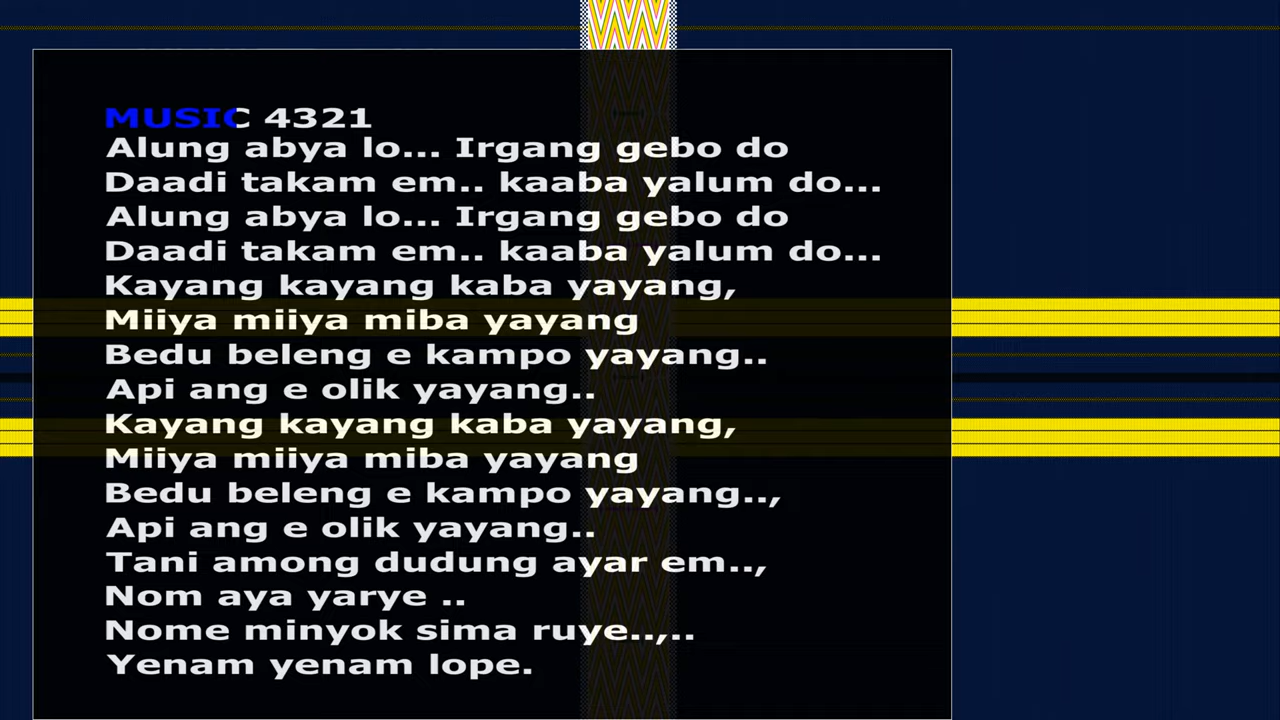 MUSIC 4321
Alung abya lo... Irgang gebo do
Daadi takam em.. kaaba yalum do...
Alung abya lo... Irgang gebo do
Daadi takam em.. kaaba yalum do...
Kayang kayang kaba yayang,
Miiya miiya miba yayang
Bedu beleng e kampo yayang..
Api ang e olik yayang..
Kayang kayang kaba yayang,
Miiya miiya miba yayang
Bedu beleng e kampo yayang..,
Api ang e olik yayang..
Tani among dudung ayar em..,
Nom aya yarye ..
Nome minyok sima ruye..,..
Yenam yenam lope.